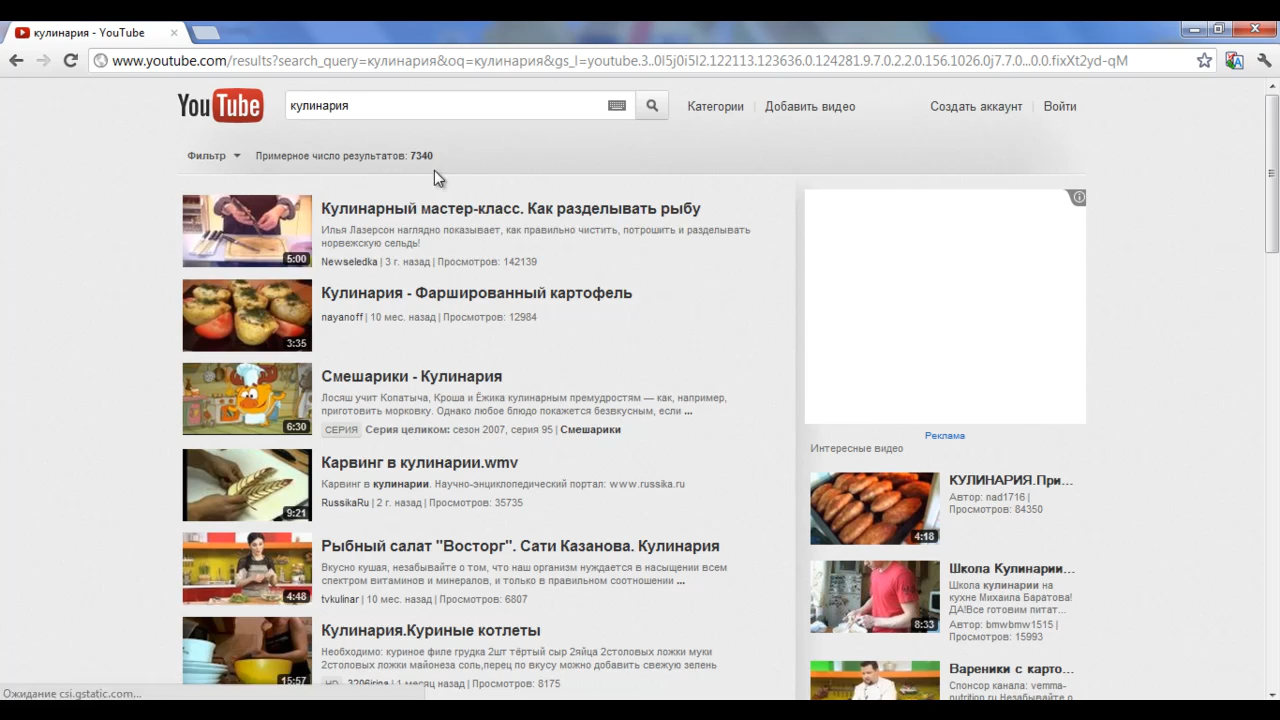 кулинария - YouTube
www.youtube.com/results?search_query=кулинария&oq=кулинария&gs_l=youtube.3..0l5j0i5l2.122113.123636.0.124281.9.7.0.2.2.0.156.1026.0j7.7.0...0.0.fixXt2yd-qM
YouTube
кулинария
Категории
Добавить видео
Создать аккаунт
Войти
Фильтр
Примерное число результатов: 7340
Кулинарный мастер-класс. Как разделывать рыбу
Илья Лазерсон наглядно показывает, как правильно чистить, потрошить и разделывать
норвежскую сельдь!
Newseledka | 3 г. назад | Просмотров: 142139
5:00
Кулинария - Фаршированный картофель
nayanoff | 10 мес. назад | Просмотров: 12984
3:35
Смешарики - Кулинария
Лосяш учит Копатыча, Кроша и Ёжика кулинарным премудростям — как, например,
приготовить морковку. Однако любое блюдо покажется безвкусным, если ...
СЕРИЯ Серия целиком: сезон 2007, серия 95 | Смешарики
6:30
Карвинг в кулинарии.wmv
Карвинг в кулинарии. Научно-энциклопедический портал: www.russika.ru
RussikaRu | 2 г. назад | Просмотров: 35735
9:21
Рыбный салат "Восторг". Сати Казанова. Кулинария
Вкусно кушая, незабывайте о том, что наш организм нуждается в насыщении всем
спектром витаминов и минералов, и только в правильном соотношении ...
tvkulinar | 10 мес. назад | Просмотров: 6807
4:48
Кулинария.Куриные котлеты
Необходимо: куриное филе грудка 2шт тёртый сыр 2яйца 2столовых ложки муки
2столовых ложки майонеза соль,перец по вкусу можно добавить свежую зелень
HD 3206irina | 1 месяц назад | Просмотров: 8175
15:57
Реклама
Интересные видео
КУЛИНАРИЯ.При...
Автор: nad1716 |
Просмотров: 84350
4:18
Школа Кулинарии...
Школа кулинарии на
кухне Михаила Баратова!
ДА!Все готовим питат...
Автор: bmwbmw1515 |
Просмотров: 15993
8:33
Вареники с карто...
Спонсор канала: vemma-
nutrition.ru Незабывайте о
Ожидание csi.gstatic.com...